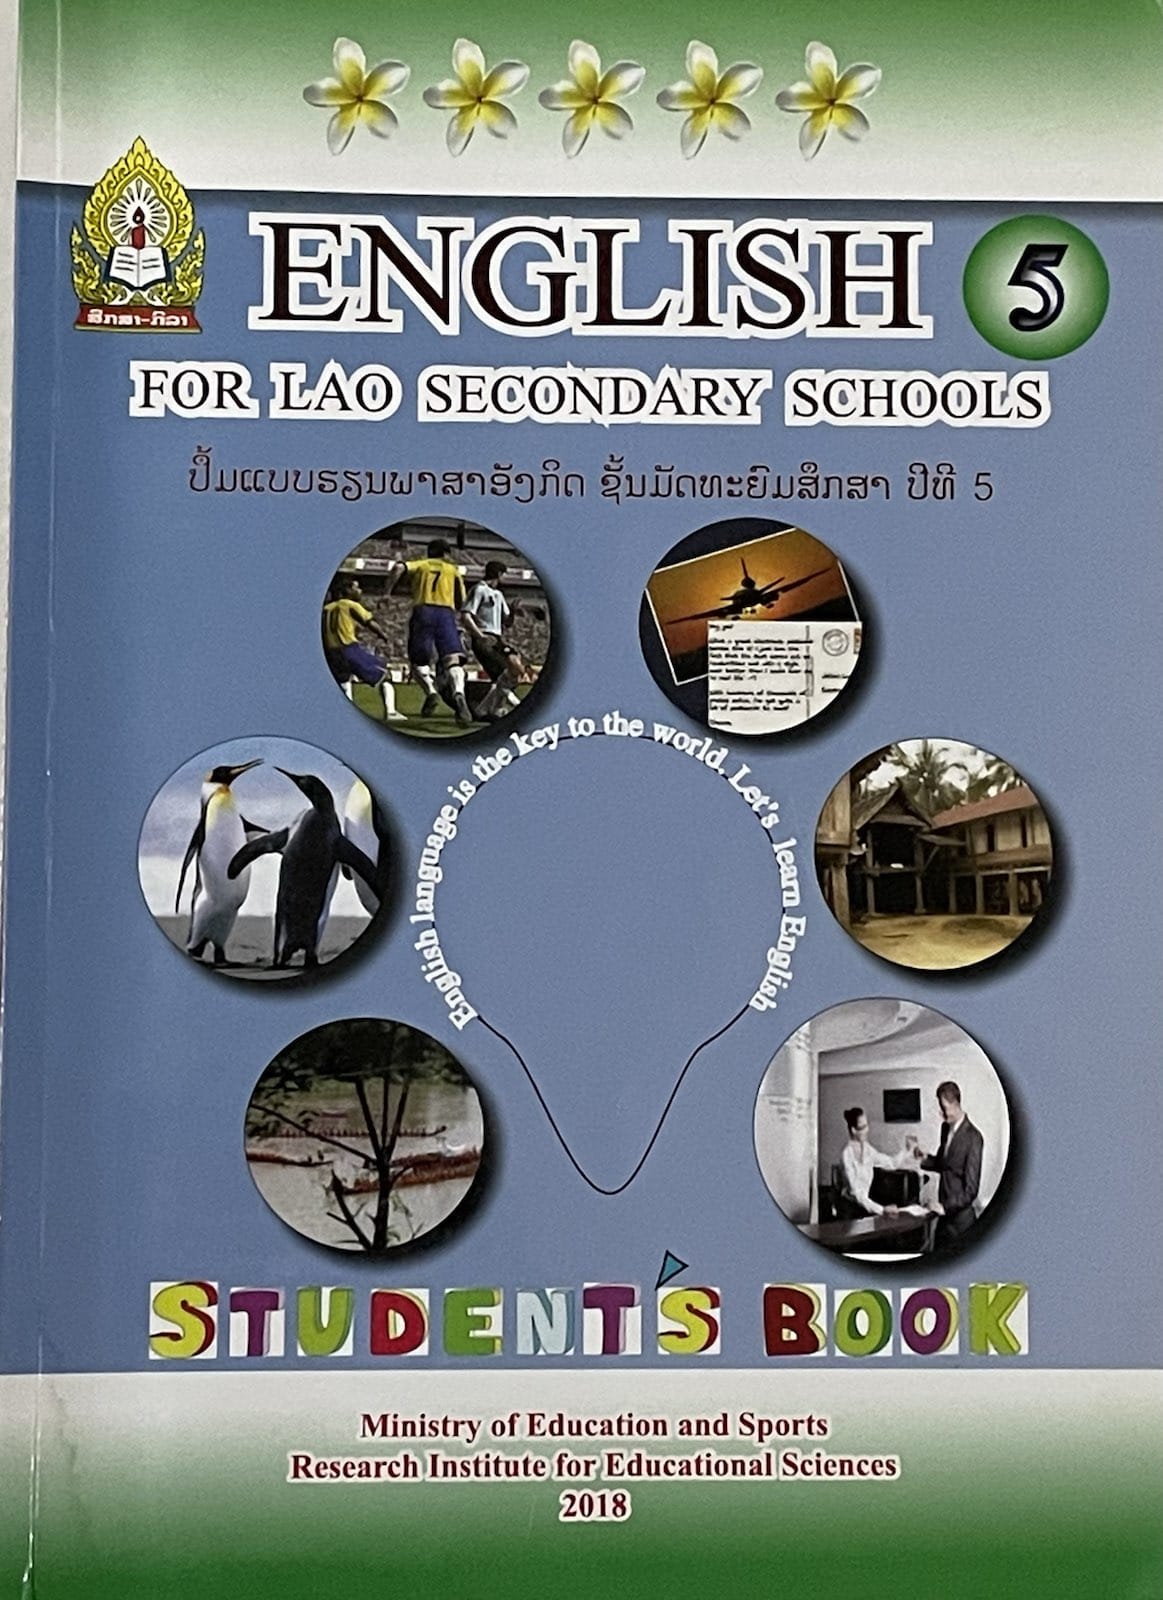 ສຶກສາ-ກິລາ
ENGLISH 5
FOR LAO SECONDARY SCHOOLS
ປຶ້ມແບບຮຽນພາສາອັງກິດ ຊັ້ນມັດທະຍົມສຶກສາ ປີທີ 5
7
English language is the key to the world. Let's learn English
STUDENT'S BOOK
Ministry of Education and Sports
Research Institute for Educational Sciences
2018